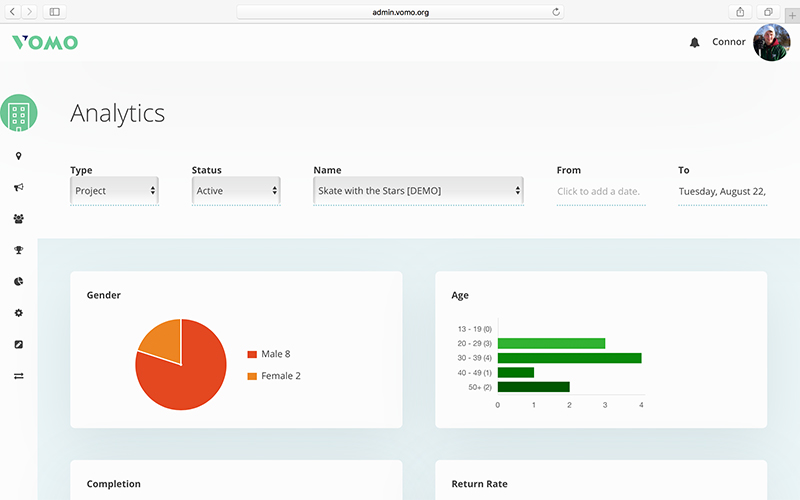 admin.vomo.org
VOMO
Connor
Analytics
Type Status Name From To
Project Active Skate with the Stars [DEMO] Click to add a date. Tuesday, August 22,
Gender
Male 8
Female 2
Age
13 - 19 (0)
20 - 29 (3)
30 - 39 (4)
40 - 49 (1)
50+ (2)
0 1 2 3 4
Completion
Return Rate